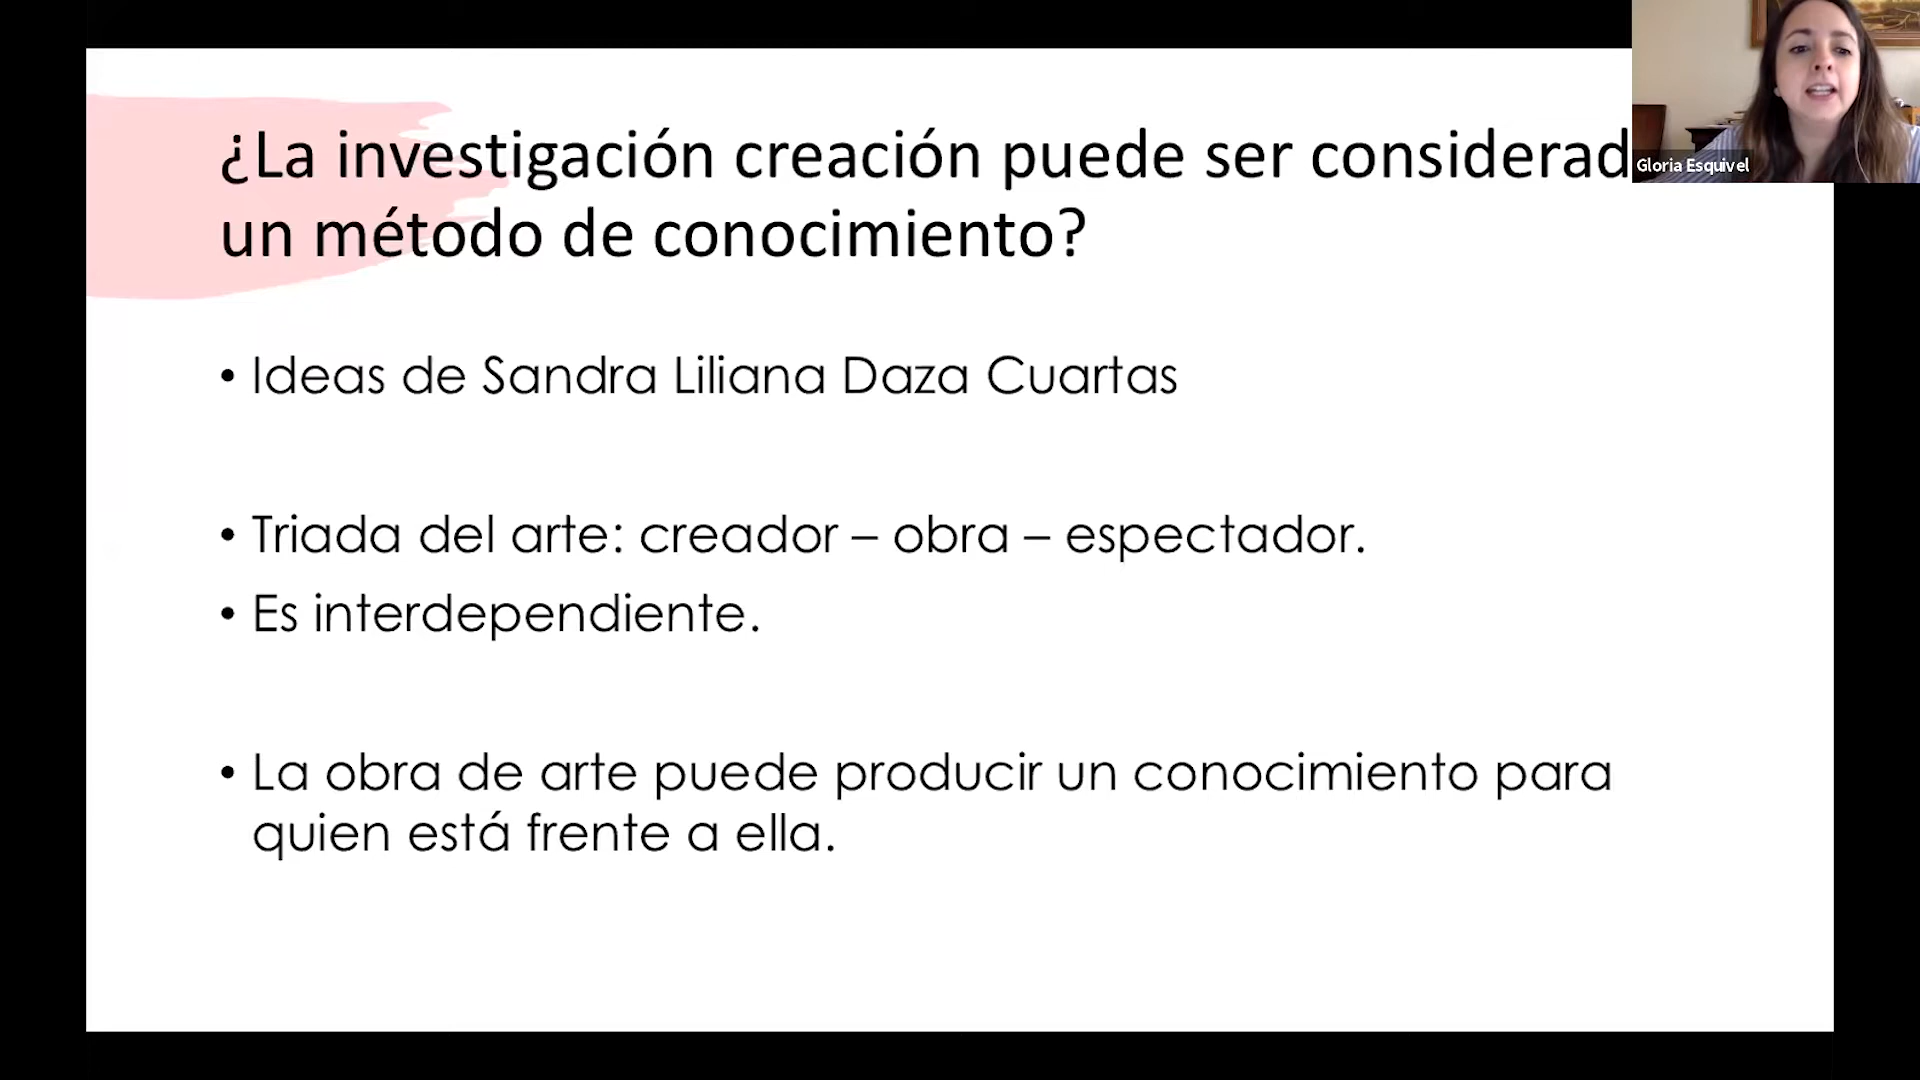 ¿La investigación creación puede ser considerad
un método de conocimiento?
Gloria Esquivel
• Ideas de Sandra Liliana Daza Cuartas
• Triada del arte: creador – obra – espectador.
• Es interdependiente.
• La obra de arte puede producir un conocimiento para
quien está frente a ella.